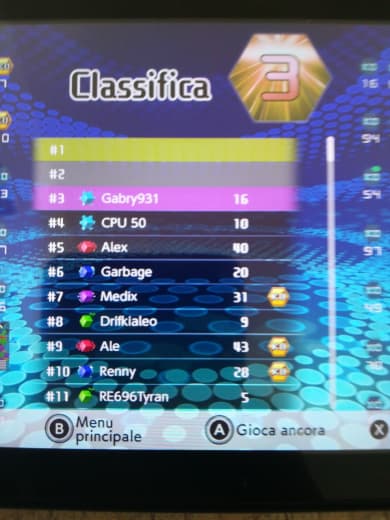 Classifica
3
#1
#2
#3 Gabry931 16
#4 CPU 50 10
#5 Alex 40
#6 Garbage 20
#7 Medix 31
#8 Drifkialeo 9
#9 Ale 43
#10 Renny 28
#11 RE696Tyran 5
B Menu principale
A Gioca ancora
X